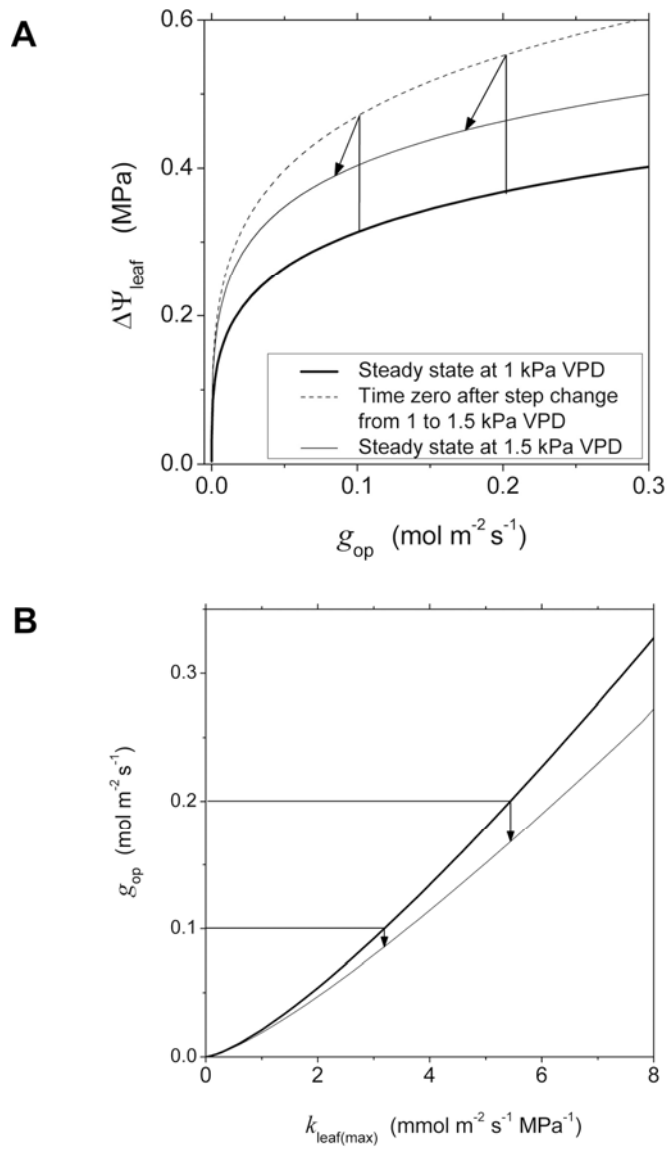 A
0.6
0.4
0.2
0.0
ΔΨleaf (MPa)
Steady state at 1 kPa VPD
Time zero after step change
from 1 to 1.5 kPa VPD
Steady state at 1.5 kPa VPD
0.0 0.1 0.2 0.3
gop (mol m-2 s-1)
B
0.3
0.2
0.1
0.0
gop (mol m-2 s-1)
0 2 4 6 8
kleaf(max) (mmol m-2 s-1 MPa-1)